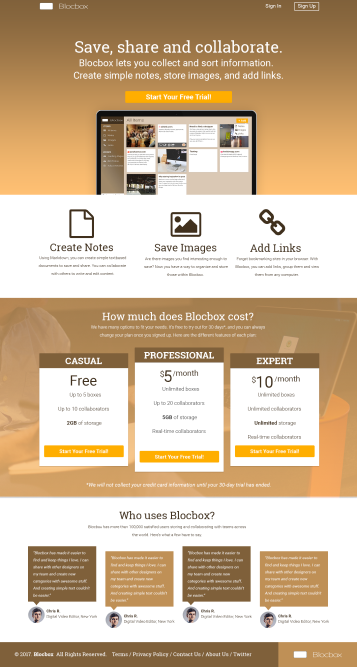 Blocbox
Sign In
Sign Up
Save, share and collaborate.
Blocbox lets you collect and sort information.
Create simple notes, store images, and add links.
Start Your Free Trial!
Create Notes
Using Markdown, you can create simple text-based
documents to save and share. You can collaborate
with others to write and add content.
Save Images
Are there images you find interesting enough to
save? Now you have a way to organize and store
those within Blocbox.
Add Links
Forget bookmarking sites in your browser. With
Blocbox, you can add links, group them and view
them from any computer.
How much does Blocbox cost?
We have many options to fit your needs. It's free to try out for 30 days*, and you can always
change your plan once you signed up. Here are the different features of each plan:
CASUAL
Free
Up to 5 boxes
Up to 10 collaborators
2GB of storage
Start Your Free Trial!
PROFESSIONAL
$5/month
Unlimited boxes
Up to 20 collaborators
5GB of storage
Real-time collaborators
Start Your Free Trial!
EXPERT
$10/month
Unlimited boxes
Unlimited collaborators
Unlimited storage
Real-time collaborators
Start Your Free Trial!
*We will not collect your credit card information until your 30-day trial has ended.
Who uses Blocbox?
Blocbox has more than 100000 satisfied users storing and collaborating with teams across
the world. Here's what a few have to say.
"Blocbox has made it easier to
find and keep things I love. I can
share with other designers on
my team and create new
categories with awesome stuff.
And creating simple text couldn't
be easier."
Chris R.
Digital Video Editor, New York
"Blocbox has made it easier to
find and keep things I love. I can
share with other designers on
my team and create new
categories with awesome stuff.
And creating simple text couldn't
be easier."
Chris R.
Digital Video Editor, New York
"Blocbox has made it easier to
find and keep things I love. I can
share with other designers on
my team and create new
categories with awesome stuff.
And creating simple text couldn't
be easier."
Chris R.
Digital Video Editor, New York
"Blocbox has made it easier to
find and keep things I love. I can
share with other designers on
my team and create new
categories with awesome stuff.
And creating simple text couldn't
be easier."
Chris R.
Digital Video Editor, New York
© 2017 Blocbox All Rights Reserved. Terms / Privacy Policy / Contact Us / About Us / Twitter
Blocbox